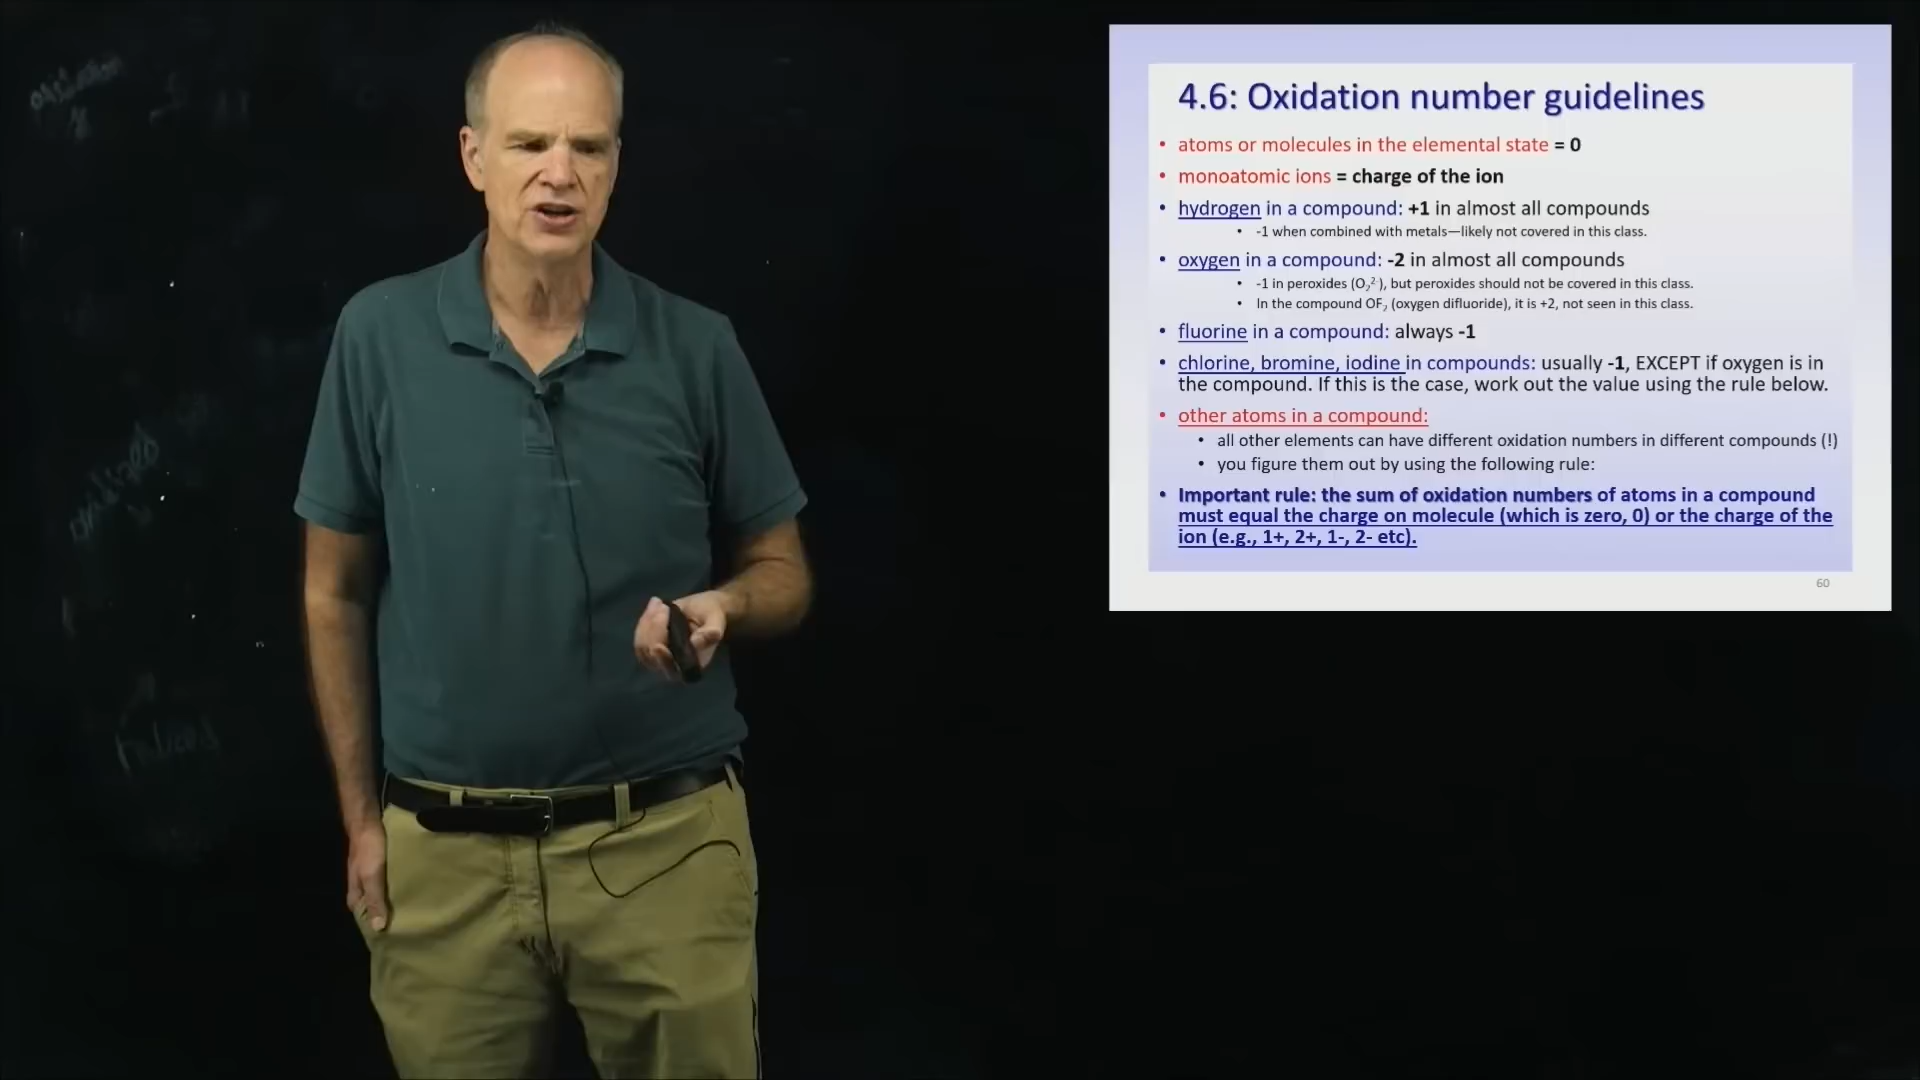 oxidation
oxidized
reduced
4.6: Oxidation number guidelines
• atoms or molecules in the elemental state = 0
• monoatomic ions = charge of the ion
• hydrogen in a compound: +1 in almost all compounds
• -1 when combined with metals—likely not covered in this class.
• oxygen in a compound: -2 in almost all compounds
• -1 in peroxides (O₂²⁻), but peroxides should not be covered in this class.
• In the compound OF₂ (oxygen difluoride), it is +2, not seen in this class.
• fluorine in a compound: always -1
• chlorine, bromine, iodine in compounds: usually -1, EXCEPT if oxygen is in
the compound. If this is the case, work out the value using the rule below.
• other atoms in a compound:
• all other elements can have different oxidation numbers in different compounds (!)
• you figure them out by using the following rule:
• Important rule: the sum of oxidation numbers of atoms in a compound
must equal the charge on molecule (which is zero, 0) or the charge of the
ion (e.g., 1+, 2+, 1-, 2- etc).
60